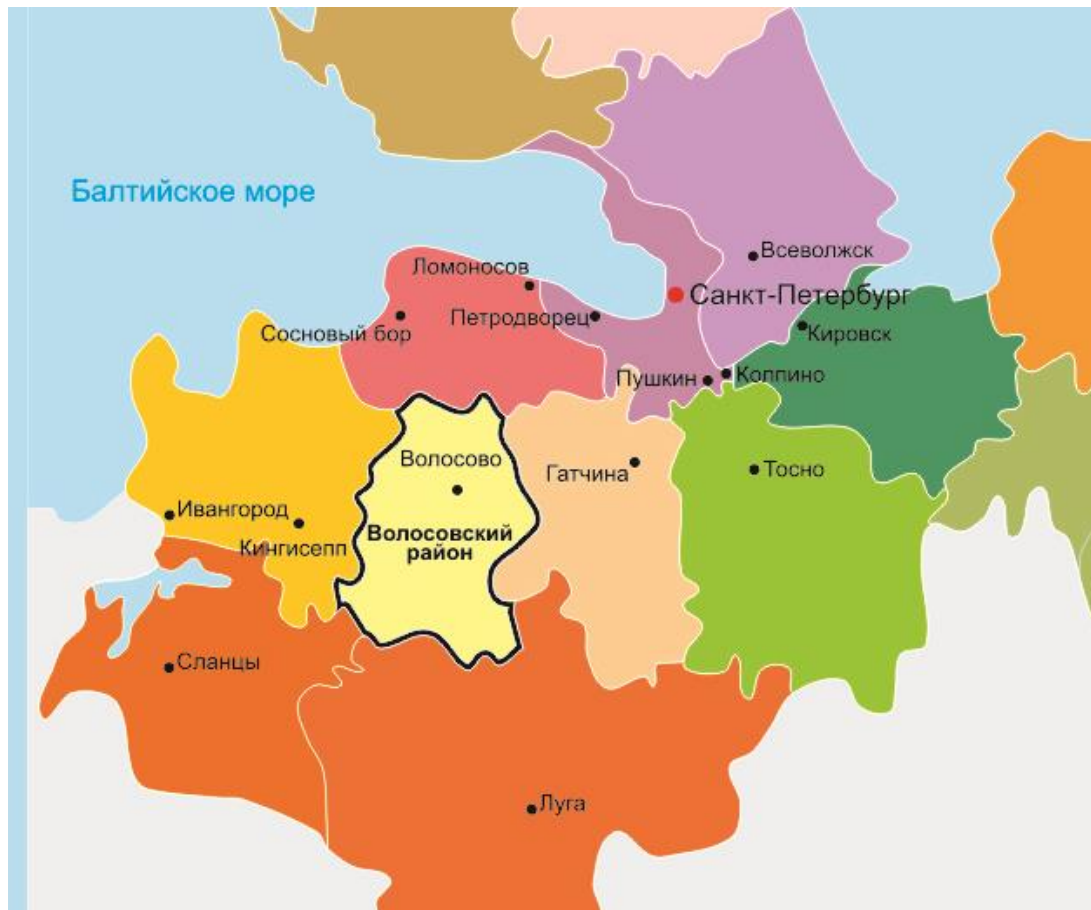 Балтийское море
Всеволжск
Ломоносов
Санкт-Петербург
Петродворец
Сосновый бор
Кировск
Пушкин
Колпино
Волосово
Гатчина
Тосно
Ивангород
Волосовский
район
Кингисепп
Сланцы
Луга